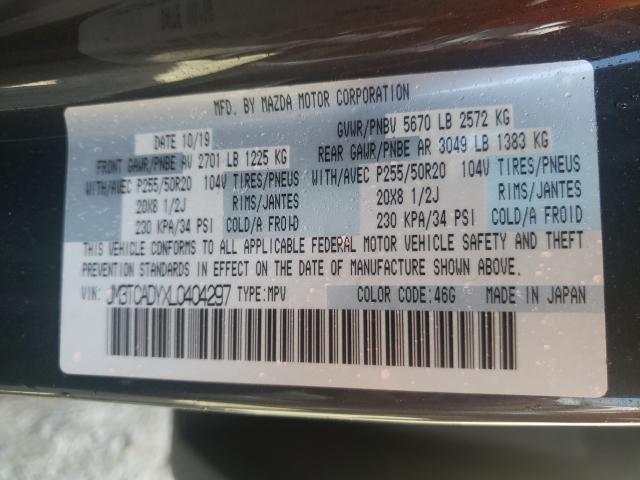 MFD. BY MAZDA MOTOR CORPORATION
DATE 10/19
GVWR/PNBV 5670 LB 2572 KG
FRONT GAWR/PNBE AV 2701 LB 1225 KG
REAR GAWR/PNBE AR 3049 LB 1383 KG
WITH/AVEC P255/50R20 104V TIRES/PNEUS
WITH/AVEC P255/50R20 104V TIRES/PNEUS
20X8 1/2J RIMS/JANTES
20X8 1/2J RIMS/JANTES
230 KPA/34 PSI COLD/A FROID
230 KPA/34 PSI COLD/A FROID
THIS VEHICLE CONFORMS TO ALL APPLICABLE FEDERAL MOTOR VEHICLE SAFETY AND THEFT
PREVENTION STANDARDS IN EFFECT ON THE DATE OF MANUFACTURE SHOWN ABOVE.
VIN: JM3TCADYXL0404297 TYPE:MPV COLOR CODE:46G MADE IN JAPAN